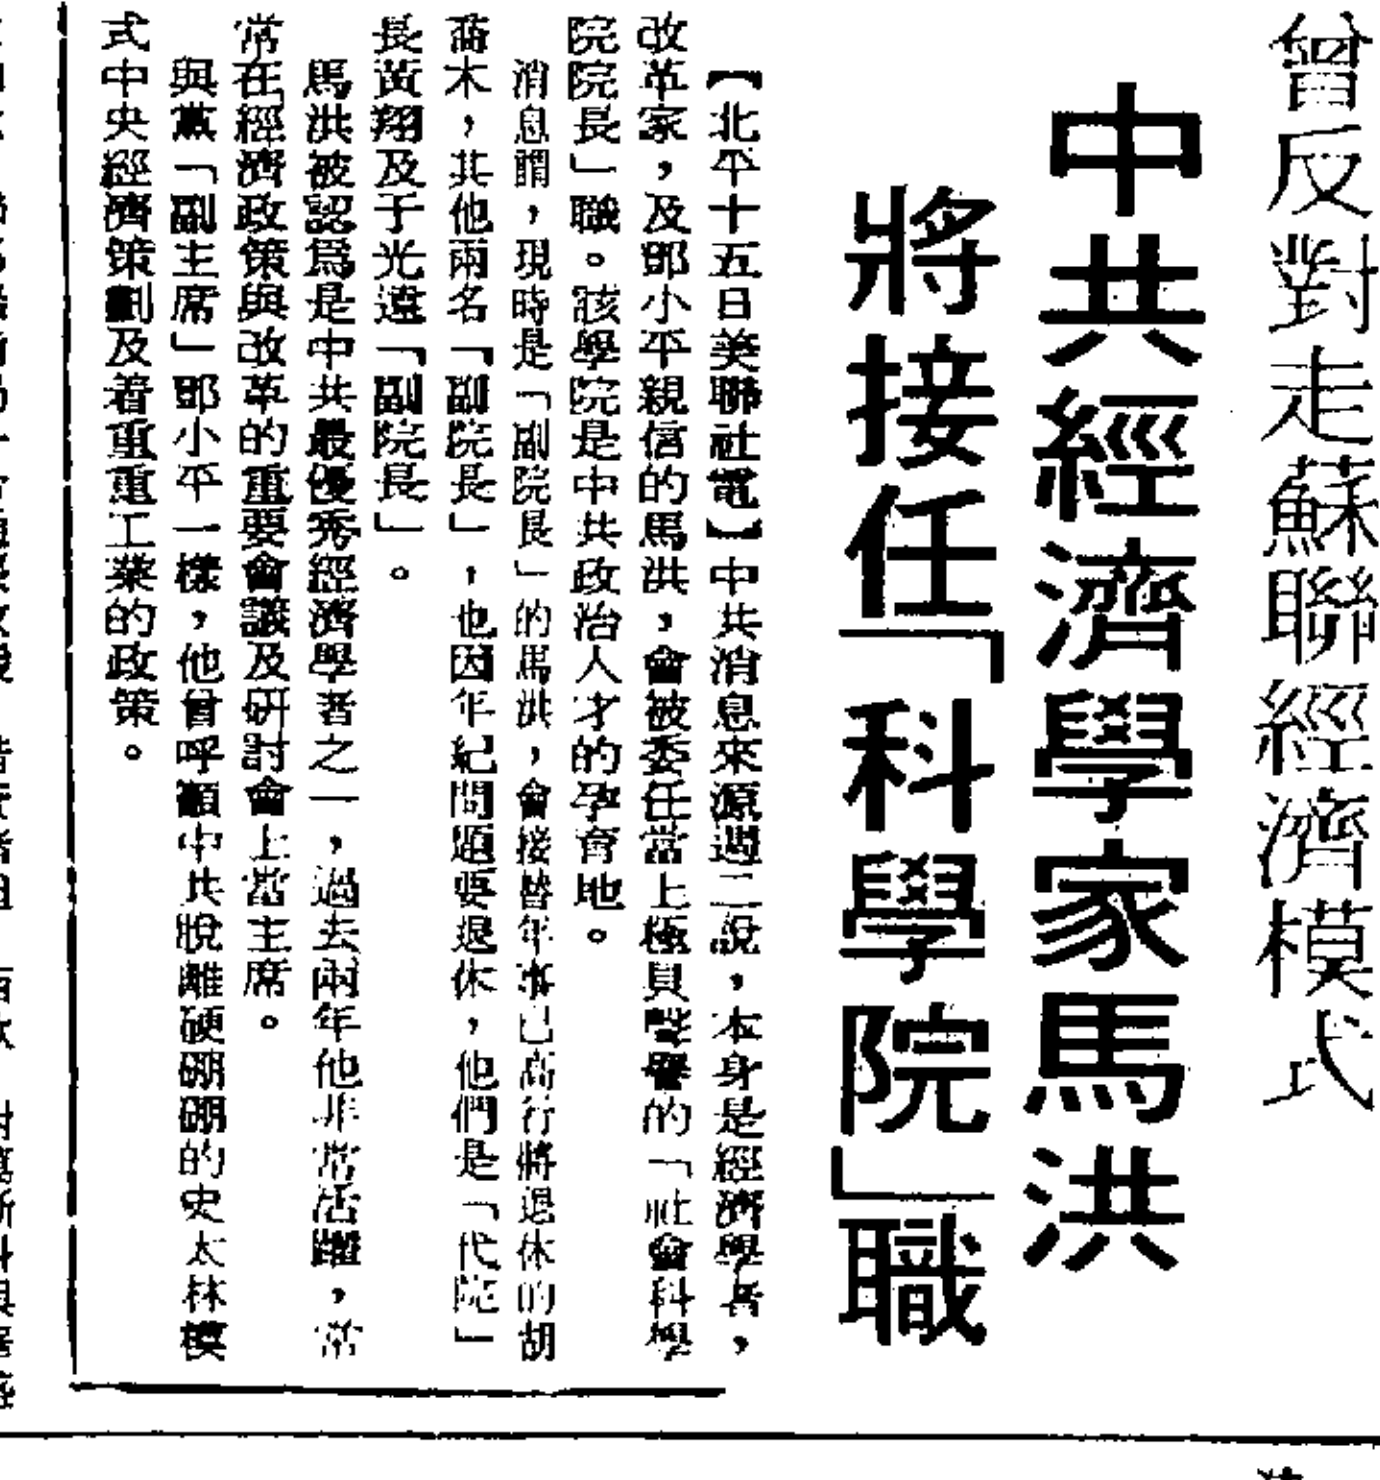 曾反對走蘇聯經濟模式
中共經濟學家馬洪
將接任「科學院」職
【北平十五日美聯社電】中共消息來源週二說，本身是經濟學者，
改革家，及鄧小平親信的馬洪，會被委任當上極具聲譽的「社會科學
院院長」職。該學院是中共政治人才的孕育地。
消息謂，現時是「副院長」的馬洪，會接替年事已高行將退休的胡
喬木，其他兩名「副院長」，也因年紀問題要退休，他們是「代院」
長黃翔及于光遠「副院長」。
馬洪被認爲是中共最優秀經濟學者之一，過去兩年他非常活躍，常
常在經濟政策與改革的重要會議及研討會上當主席。
與黨「副主席」鄧小平一樣，他曾呼籲中共脫離硬硼硼的史太林模
式中央經濟策劃及着重重工業的政策。